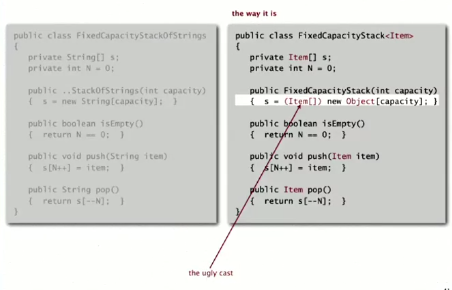 the way it is
public class FixedCapacityStackOfStrings
{
private String[] s;
private int N = 0;
public ..StackOfStrings(int capacity)
{ s = new String[capacity]; }
public boolean isEmpty()
{ return N == 0; }
public void push(String item)
{ s[N++] = item; }
public String pop()
{ return s[--N]; }
}
public class FixedCapacityStack<Item>
{
private Item[] s;
private int N = 0;
public FixedCapacityStack(int capacity)
{ s = (Item[]) new Object[capacity]; }
public boolean isEmpty()
{ return N == 0; }
public void push(Item item)
{ s[N++] = item; }
public Item pop()
{ return s[--N]; }
}
the ugly cast